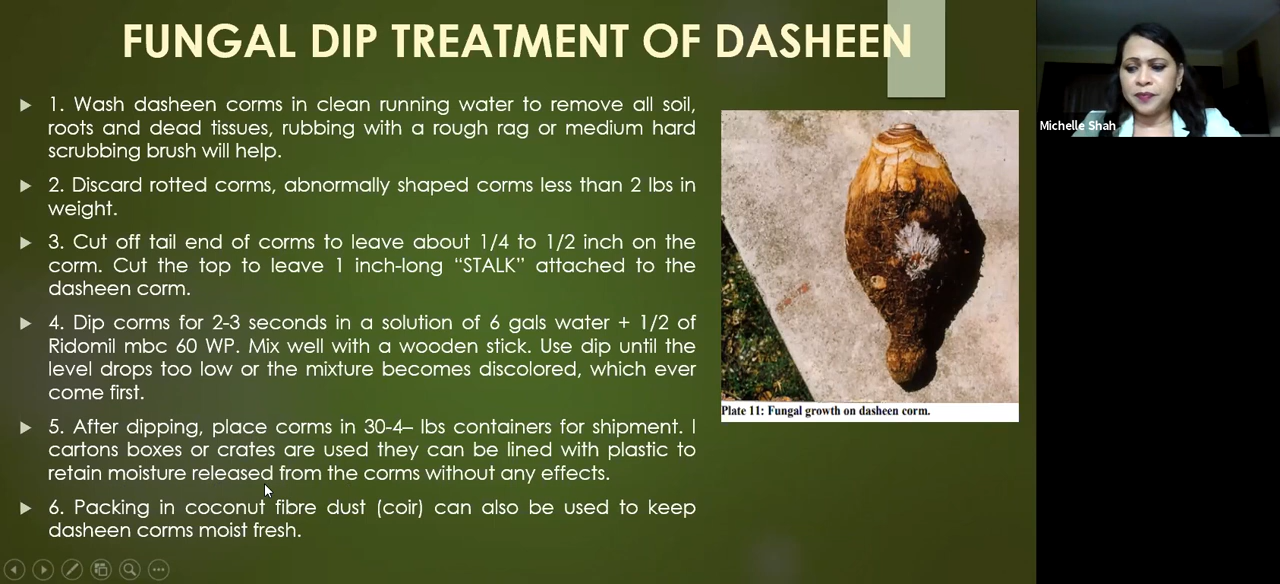 FUNGAL DIP TREATMENT OF DASHEEN
1. Wash dasheen corms in clean running water to remove all soil,
roots and dead tissues, rubbing with a rough rag or medium hard
scrubbing brush will help.
2. Discard rotted corms, abnormally shaped corms less than 2 lbs in
weight.
3. Cut off tail end of corms to leave about 1/4 to 1/2 inch on the
corm. Cut the top to leave 1 inch-long “STALK” attached to the
dasheen corm.
4. Dip corms for 2-3 seconds in a solution of 6 gals water + 1/2 of
Ridomil mbc 60 WP. Mix well with a wooden stick. Use dip until the
level drops too low or the mixture becomes discolored, which ever
come first.
5. After dipping, place corms in 30-4– lbs containers for shipment. I
cartons boxes or crates are used they can be lined with plastic to
retain moisture released from the corms without any effects.
6. Packing in coconut fibre dust (coir) can also be used to keep
dasheen corms moist fresh.
Plate 11: Fungal growth on dasheen corm.
Michelle Shah